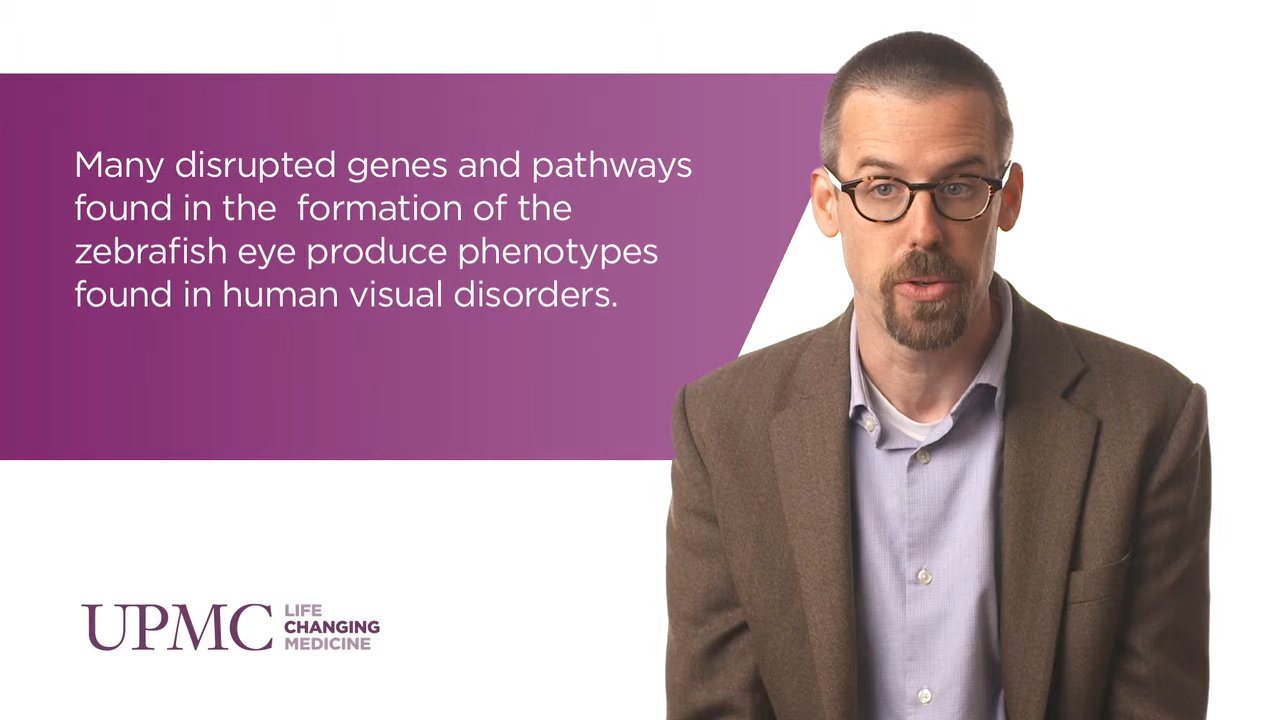 Many disrupted genes and pathways
found in the  formation of the
zebrafish eye produce phenotypes
found in human visual disorders.
UPMC LIFE
CHANGING
MEDICINE